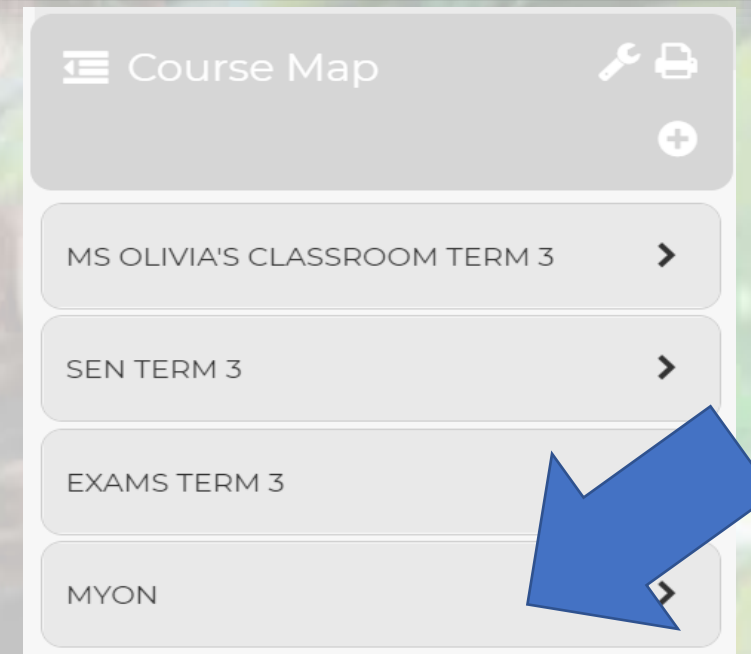 Course Map
MS OLIVIA'S CLASSROOM TERM 3
SEN TERM 3
EXAMS TERM 3
MYON